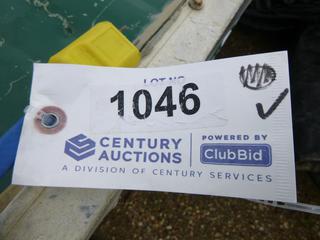 LOT NO.
1046
CENTURY
AUCTIONS
POWERED BY
ClubBid
A DIVISION OF CENTURY SERVICES